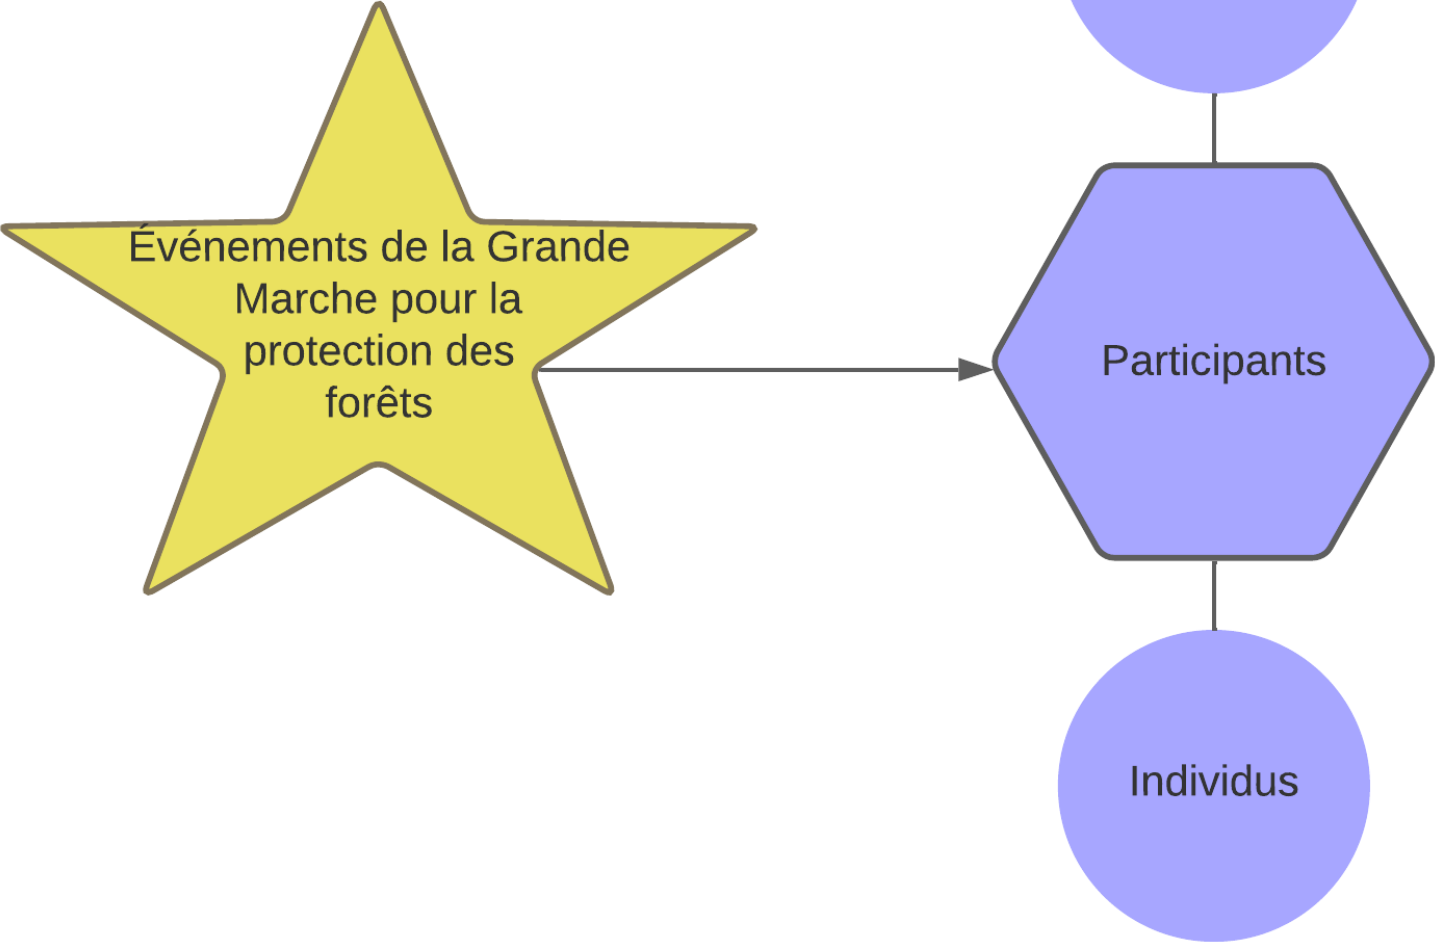 Événements de la Grande
Marche pour la
protection des
forêts
Participants
Individus